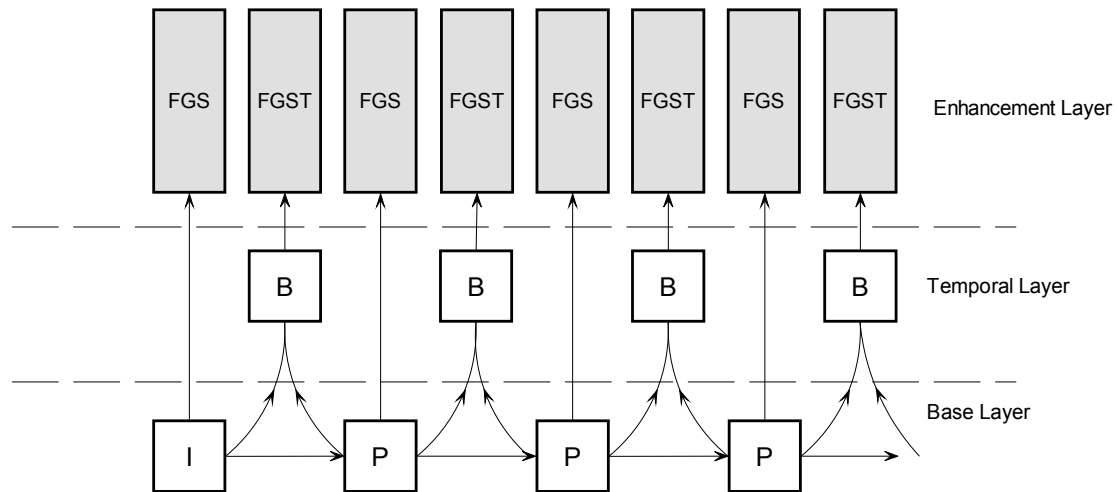 FGS FGST FGS FGST FGS FGST FGS FGST
Enhancement Layer
B B B B
Temporal Layer
Base Layer
I P P P